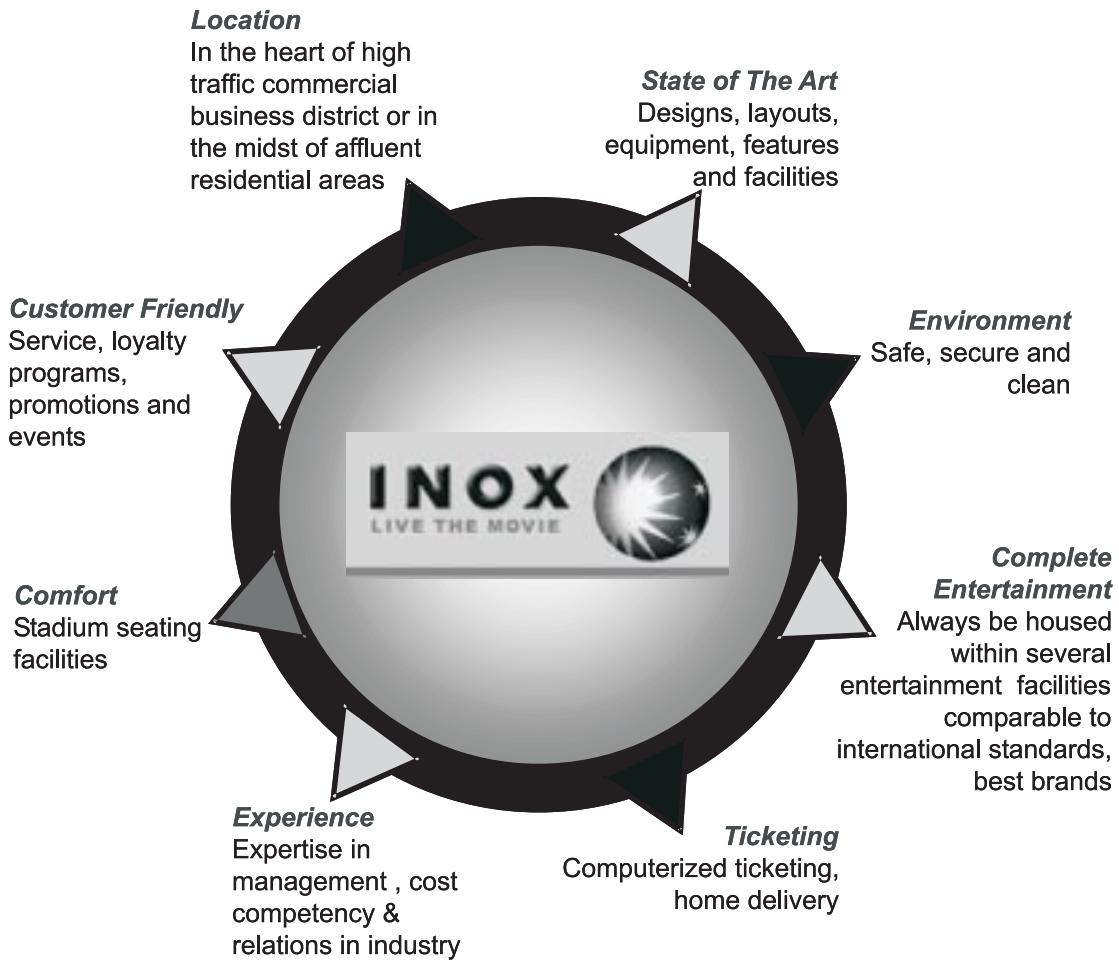 Location
In the heart of high
traffic commercial
business district or in
the midst of affluent
residential areas
State of The Art
Designs, layouts,
equipment, features
and facilities
Customer Friendly
Service, loyalty
programs,
promotions and
events
Environment
Safe, secure and
clean
INOX
LIVE THE MOVIE
Comfort
Stadium seating
facilities
Complete
Entertainment
Always be housed
within several
entertainment facilities
comparable to
international standards,
best brands
Experience
Expertise in
management , cost
competency &
relations in industry
Ticketing
Computerized ticketing,
home delivery